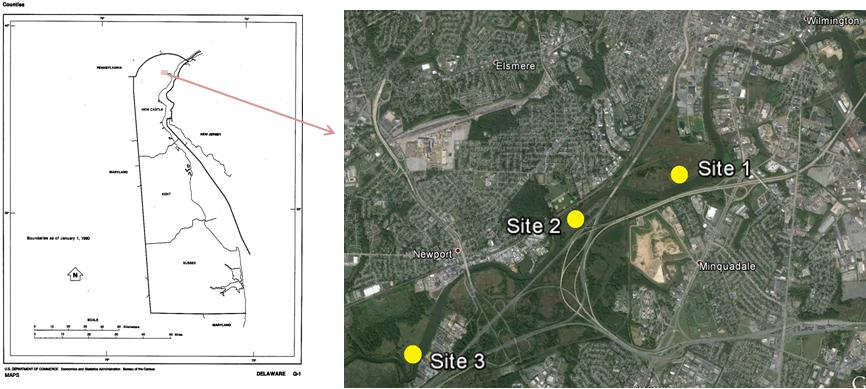 Counties
PENNSYLVANIA
NEW CASTLE
NEW JERSEY
MARYLAND
KENT
Boundaries as of January 1, 1990
SUSSEX
N
SCALE
Kilometers
Miles
MARYLAND
U.S. DEPARTMENT OF COMMERCE Economics and Statistics Administration Bureau of the Census
MAPS
DELAWARE G-1
Wilmington
Elsmere
Site 1
Site 2
Newport
Minquadale
Site 3